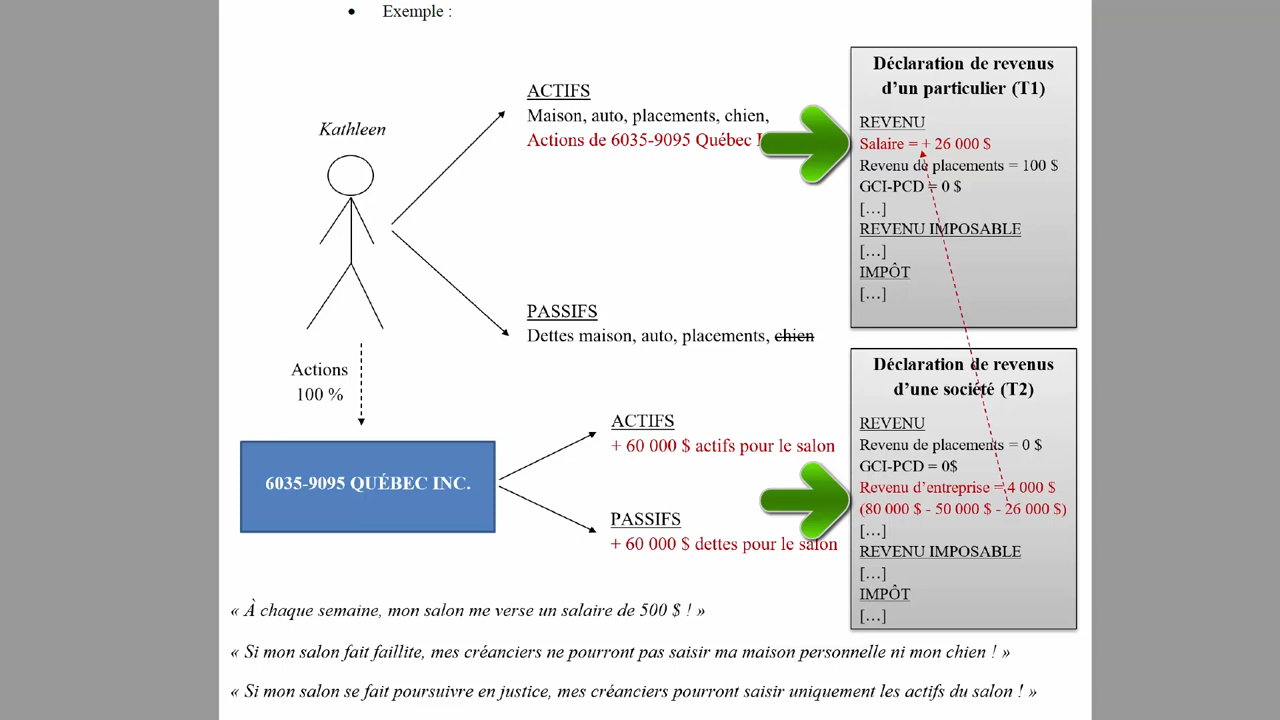 Exemple :
Kathleen
ACTIFS
Maison, auto, placements, chien,
Actions de 6035-9095 Québec
PASSIFS
Dettes maison, auto, placements, chien
Actions
100 %
6035-9095 QUÉBEC INC.
ACTIFS
+ 60 000 $ actifs pour le salon
PASSIFS
+ 60 000 $ dettes pour le salon
Déclaration de revenus
d'un particulier (T1)
REVENU
Salaire = + 26 000 $
Revenu de placements = 100 $
GCI-PCD = 0 $
[…]
REVENU IMPOSABLE
[…]
IMPÔT
[…]
Déclaration de revenus
d'une société (T2)
REVENU
Revenu de placements = 0 $
GCI-PCD = 0$
Revenu d'entreprise = 4 000 $
(80 000 $ - 50 000 $ - 26 000 $)
[…]
REVENU IMPOSABLE
[…]
IMPÔT
[…]
« À chaque semaine, mon salon me verse un salaire de 500 $ ! »
« Si mon salon fait faillite, mes créanciers ne pourront pas saisir ma maison personnelle ni mon chien ! »
« Si mon salon se fait poursuivre en justice, mes créanciers pourront saisir uniquement les actifs du salon ! »